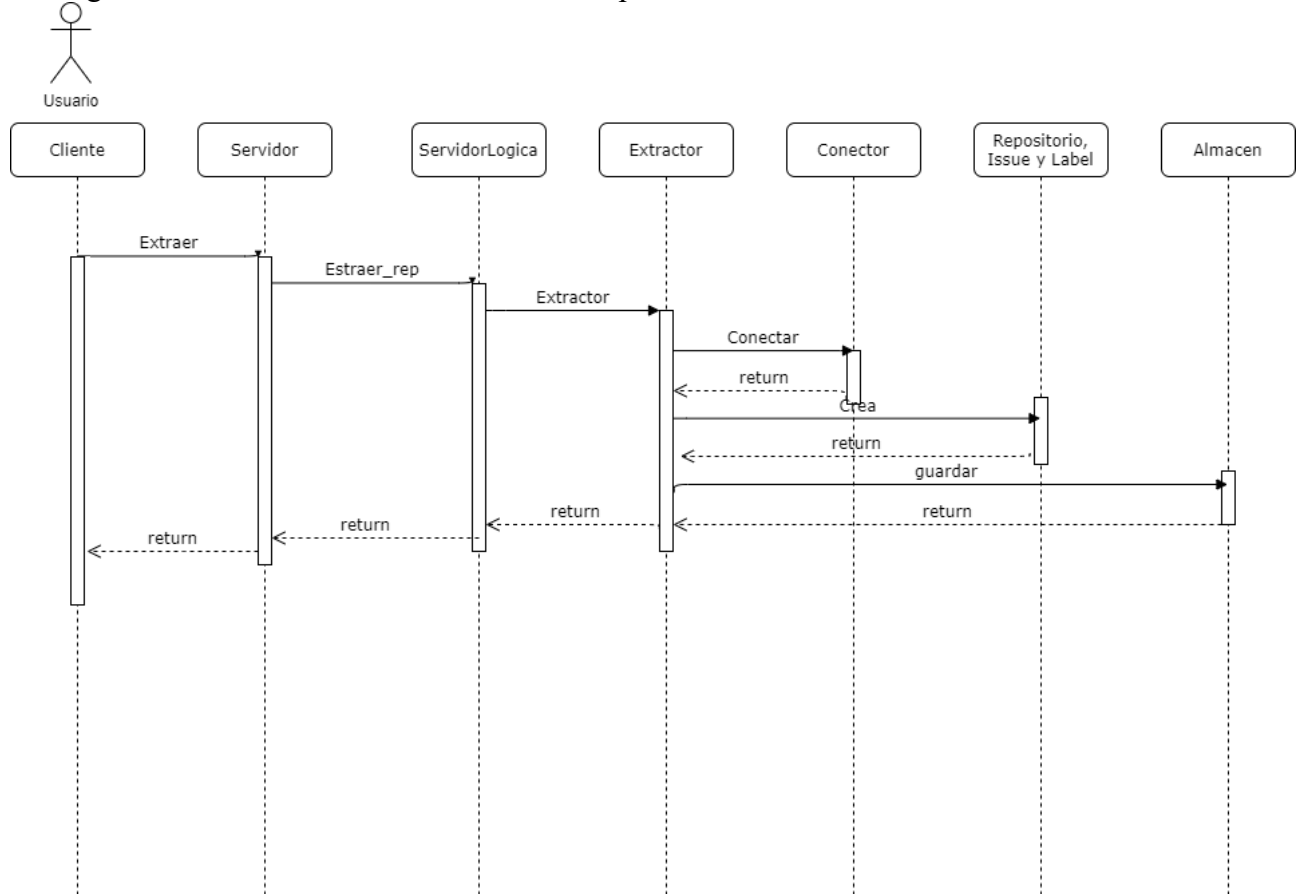 Usuario
Cliente
Servidor
ServidorLogica
Extractor
Conector
Repositorio,
Issue y Label
Almacen
Extraer
Estraer_rep
Extractor
Conectar
return
Crea
return
guardar
return
return
return
return